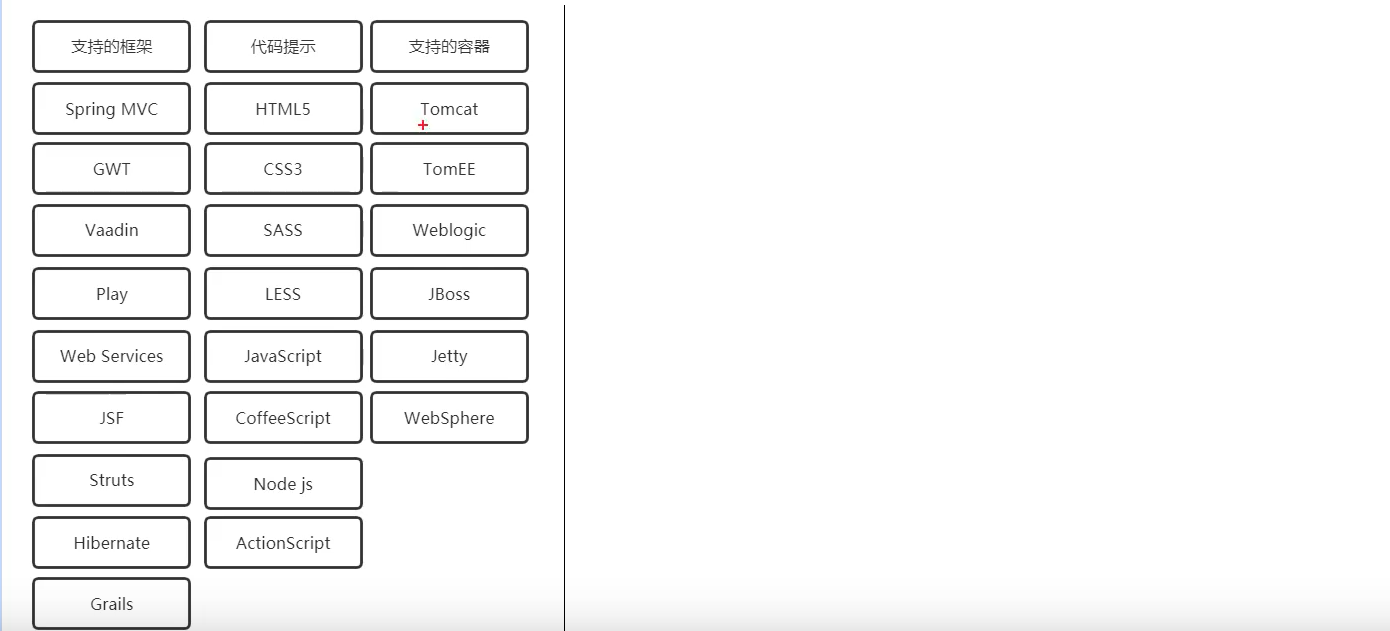 支持的框架 代码提示 支持的容器
Spring MVC HTML5 Tomcat
GWT CSS3 TomEE
Vaadin SASS Weblogic
Play LESS JBoss
Web Services JavaScript Jetty
JSF CoffeeScript WebSphere
Struts Node js
Hibernate ActionScript
Grails